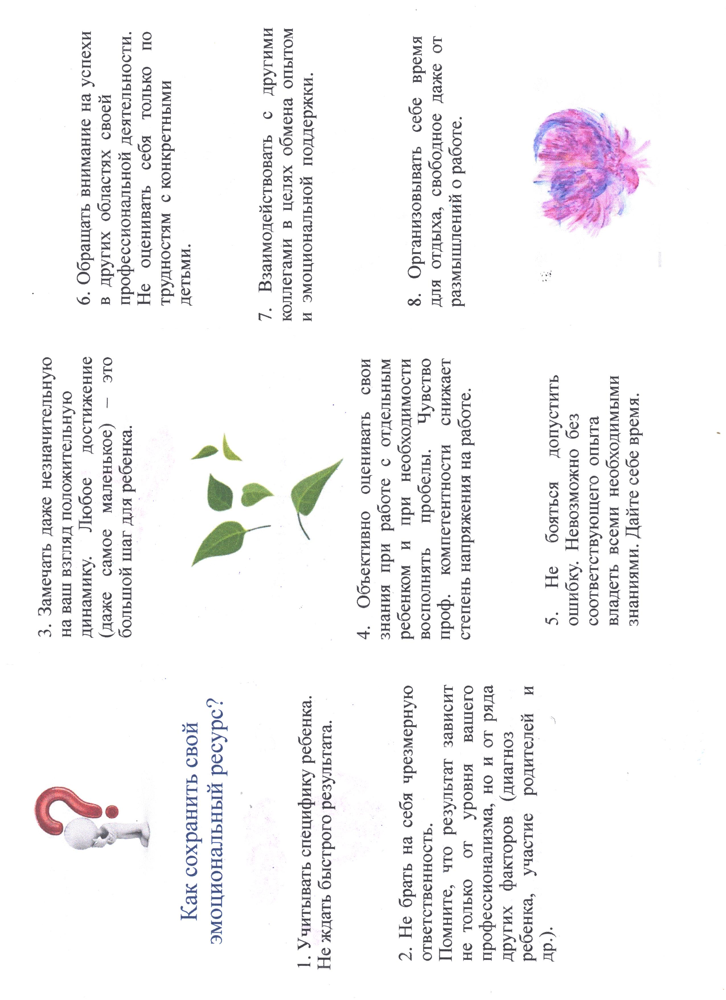 Как сохранить свой
эмоциональный ресурс?
1. Учитывать специфику ребенка.
Не ждать быстрого результата.
2. Не брать на себя чрезмерную
ответственность.
Помните, что результат зависит
не только от уровня вашего
профессионализма, но и от ряда
других факторов (диагноз
ребенка, участие родителей и
др.).
3. Замечать даже незначительную
на ваш взгляд положительную
динамику. Любое достижение
(даже самое маленькое) – это
большой шаг для ребенка.
4. Объективно оценивать свои
знания при работе с отдельным
ребенком и при необходимости
восполнять пробелы. Чувство
проф. компетентности снижает
степень напряжения на работе.
5. Не бояться допустить
ошибку. Невозможно без
соответствующего опыта
владеть всеми необходимыми
знаниями. Дайте себе время.
6. Обращать внимание на успехи
в других областях своей
профессиональной деятельности.
Не оценивать себя только по
трудностям с конкретными
детьми.
7. Взаимодействовать с другими
коллегами в целях обмена опытом
и эмоциональной поддержки.
8. Организовывать себе время
для отдыха, свободное даже от
размышлений о работе.